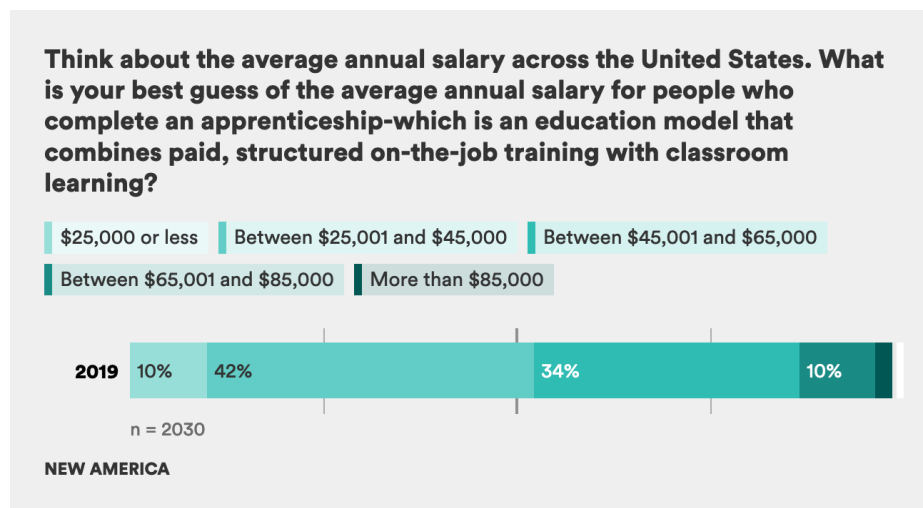 Think about the average annual salary across the United States. What
is your best guess of the average annual salary for people who
complete an apprenticeship-which is an education model that
combines paid, structured on-the-job training with classroom
learning?
$25,000 or less Between $25,001 and $45,000 Between $45,001 and $65,000
Between $65,001 and $85,000 More than $85,000
2019 10% 42% 34% 10%
n = 2030
NEW AMERICA